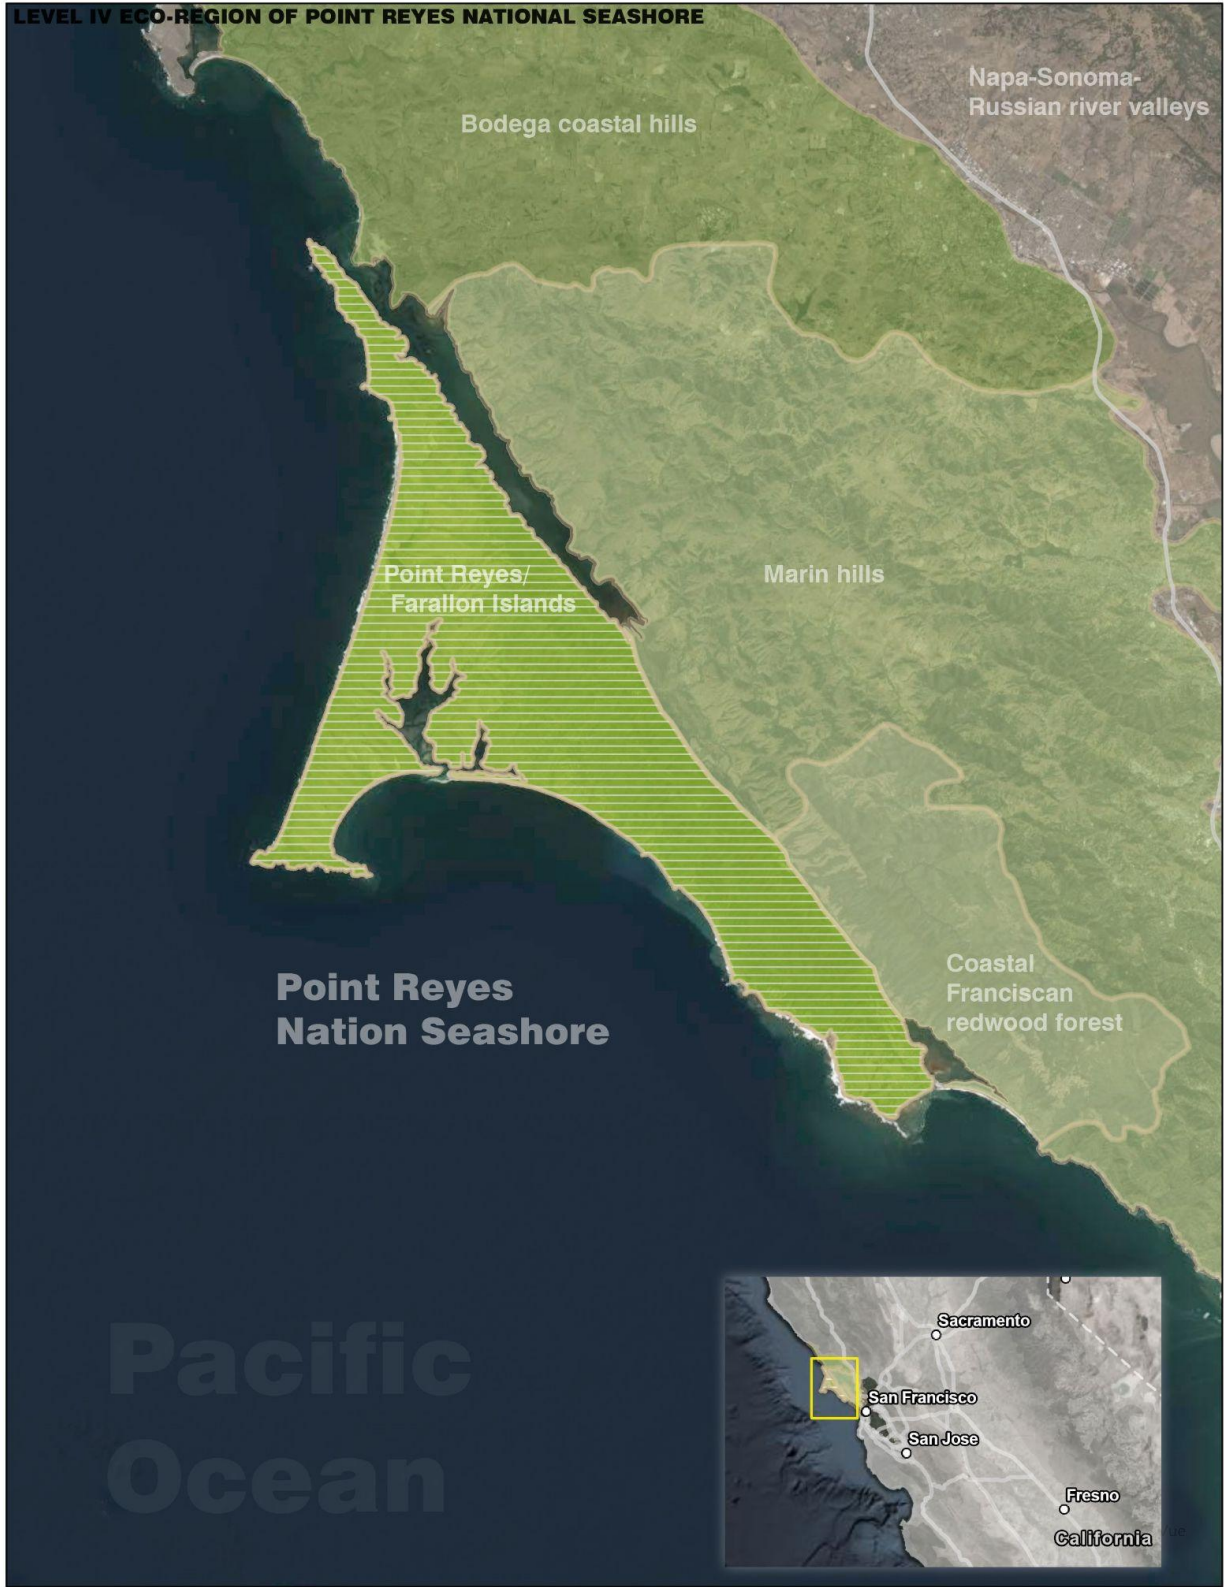 LEVEL IV ECO-REGION OF POINT REYES NATIONAL SEASHORE
Napa-Sonoma-
Russian river valleys
Bodega coastal hills
Point Reyes/
Farallon Islands
Marin hills
Coastal
Franciscan
redwood forest
Point Reyes
Nation Seashore
Pacific
Ocean
Sacramento
San Francisco
San Jose
Fresno
California